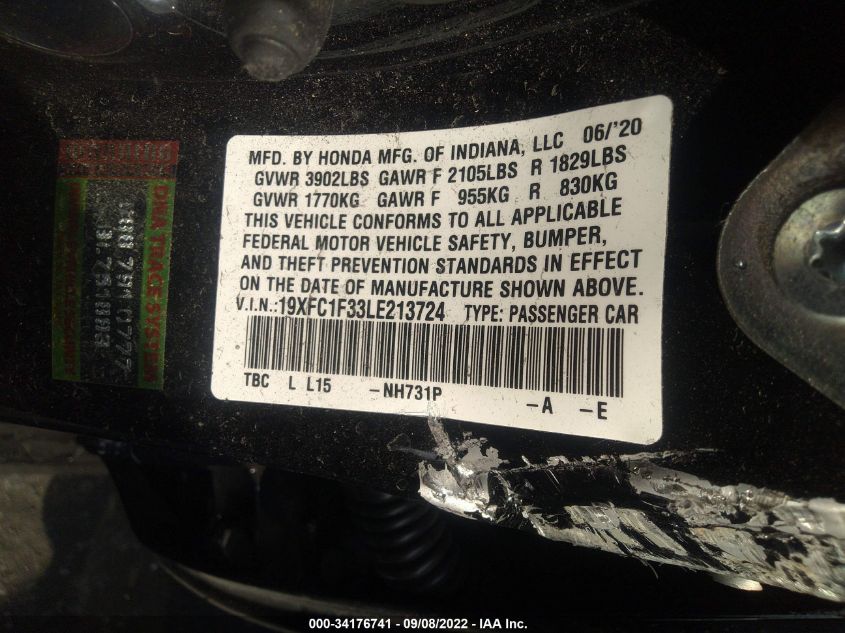 MFD. BY HONDA MFG. OF INDIANA, LLC 06/'20
GVWR 3902LBS GAWR F 2105LBS R 1829LBS
GVWR 1770KG GAWR F 955KG R 830KG
THIS VEHICLE CONFORMS TO ALL APPLICABLE
FEDERAL MOTOR VEHICLE SAFETY, BUMPER,
AND THEFT PREVENTION STANDARDS IN EFFECT
ON THE DATE OF MANUFACTURE SHOWN ABOVE.
V.I.N.:19XFC1F33LE213724 TYPE: PASSENGER CAR
TBC L L15 -NH731P -A -E
DNA TRACE SYSTEM
000-34176741 - 09/08/2022 - IAA Inc.